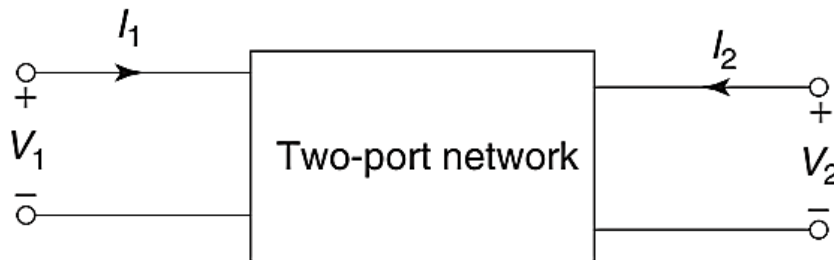 I₁
I₂
+
+
V₁
Two-port network
V₂
−
−